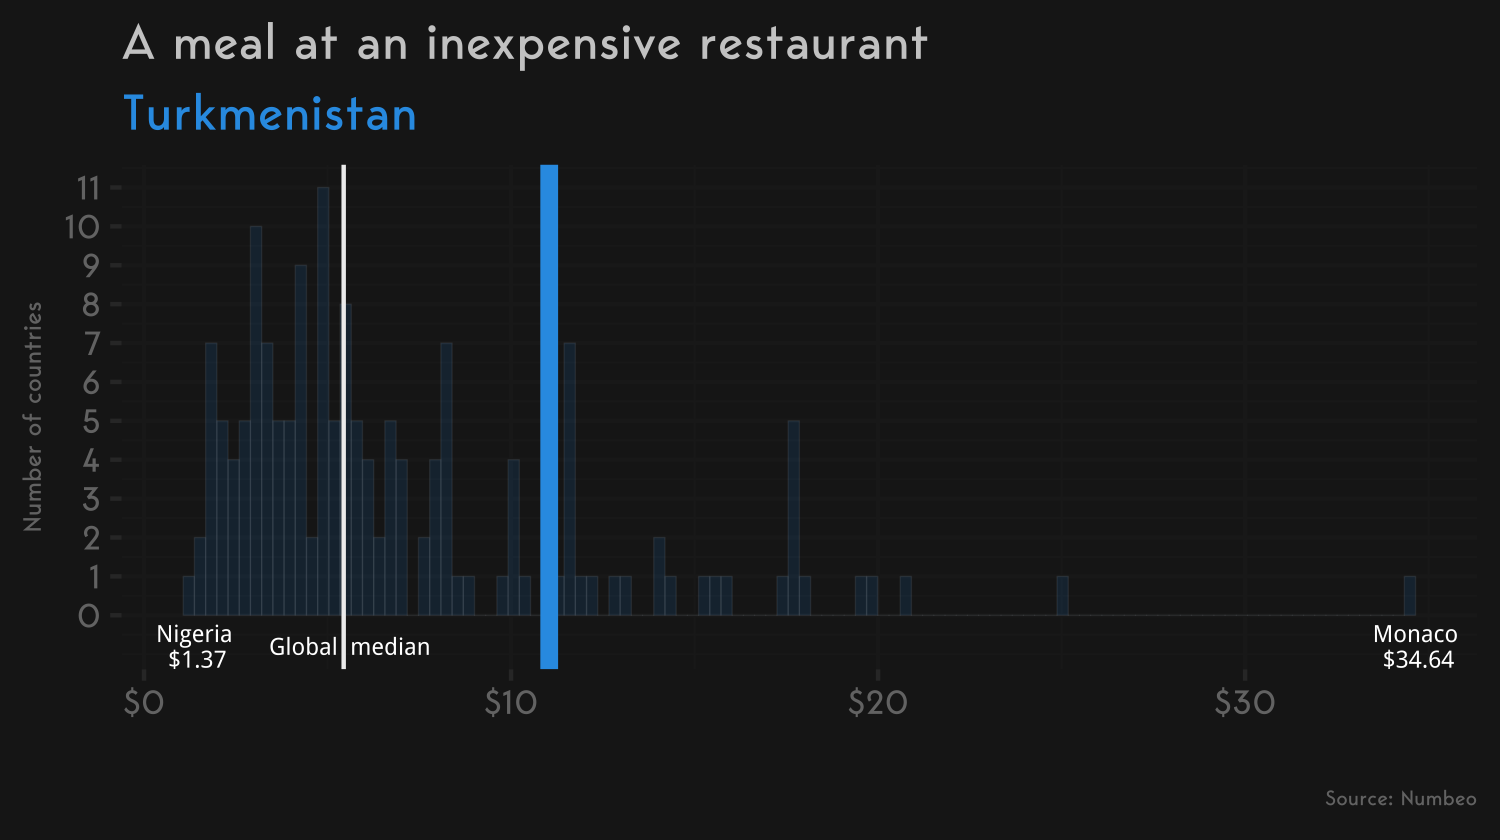 A meal at an inexpensive restaurant
Turkmenistan
Number of countries
11
10
9
8
7
6
5
4
3
2
1
0
Nigeria
$1.37
Global median
Monaco
$34.64
$0 $10 $20 $30
Source: Numbeo